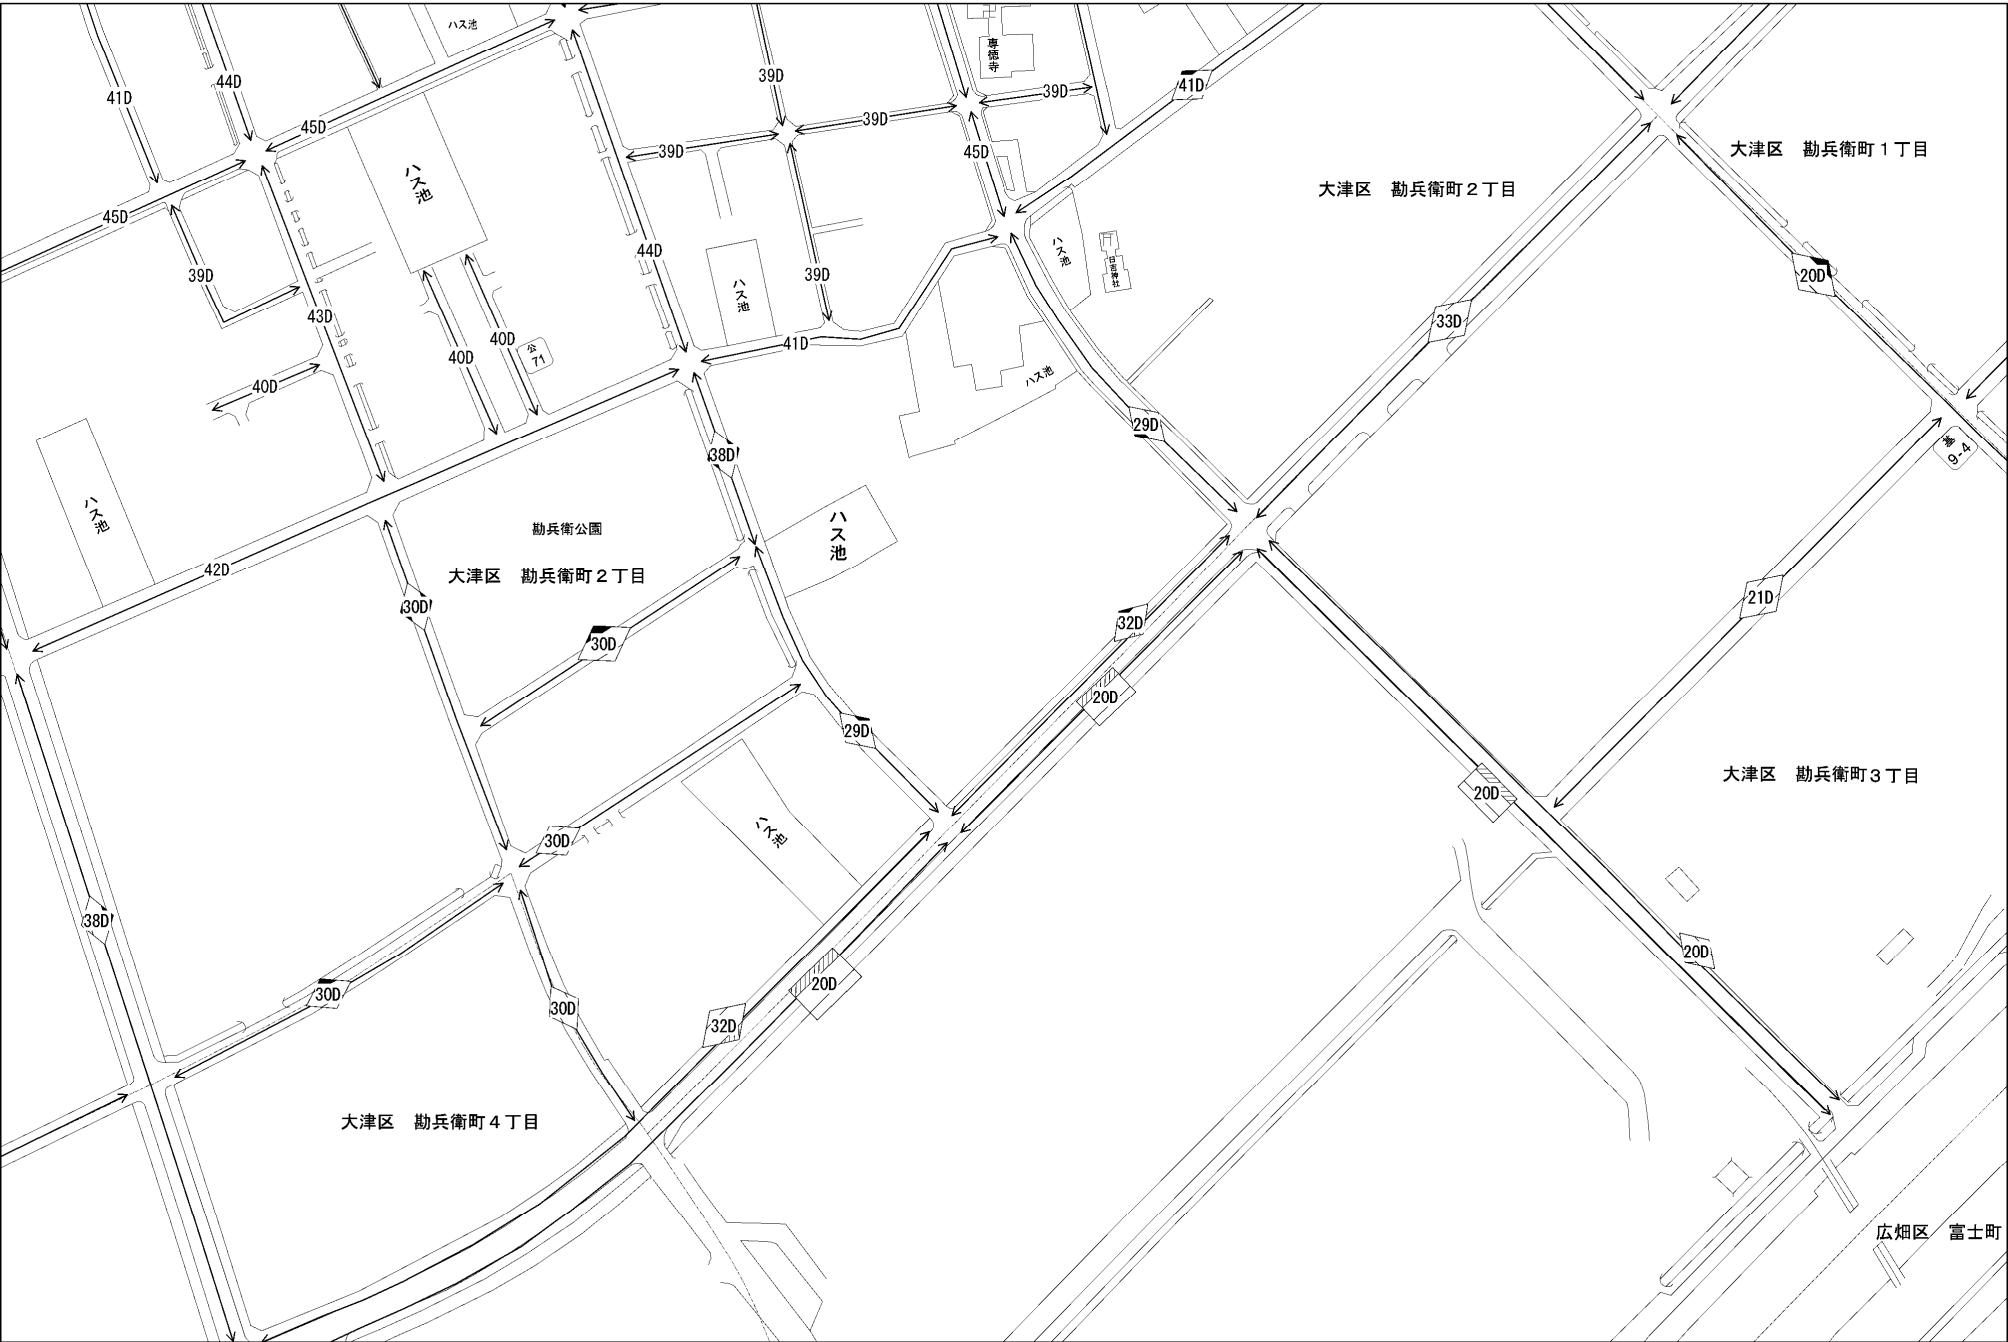 ハス池
専徳寺
44D
39D
41D
41D
39D
45D
39D
39D
45D
大津区　勘兵衛町１丁目
ハス池
大津区　勘兵衛町２丁目
45D
44D
ハス池
日吉神社
39D
39D
20D
ハス池
43D
33D
40D
公
71
41D
40D
ハス池
40D
29D
38D
墓
9-4
ハス池
勘兵衛公園
ハス池
42D
大津区　勘兵衛町２丁目
30D
21D
32D
30D
20D
29D
大津区　勘兵衛町３丁目
20D
ハス池
30D
38D
20D
20D
30D
30D
32D
大津区　勘兵衛町４丁目
広畑区　富士町